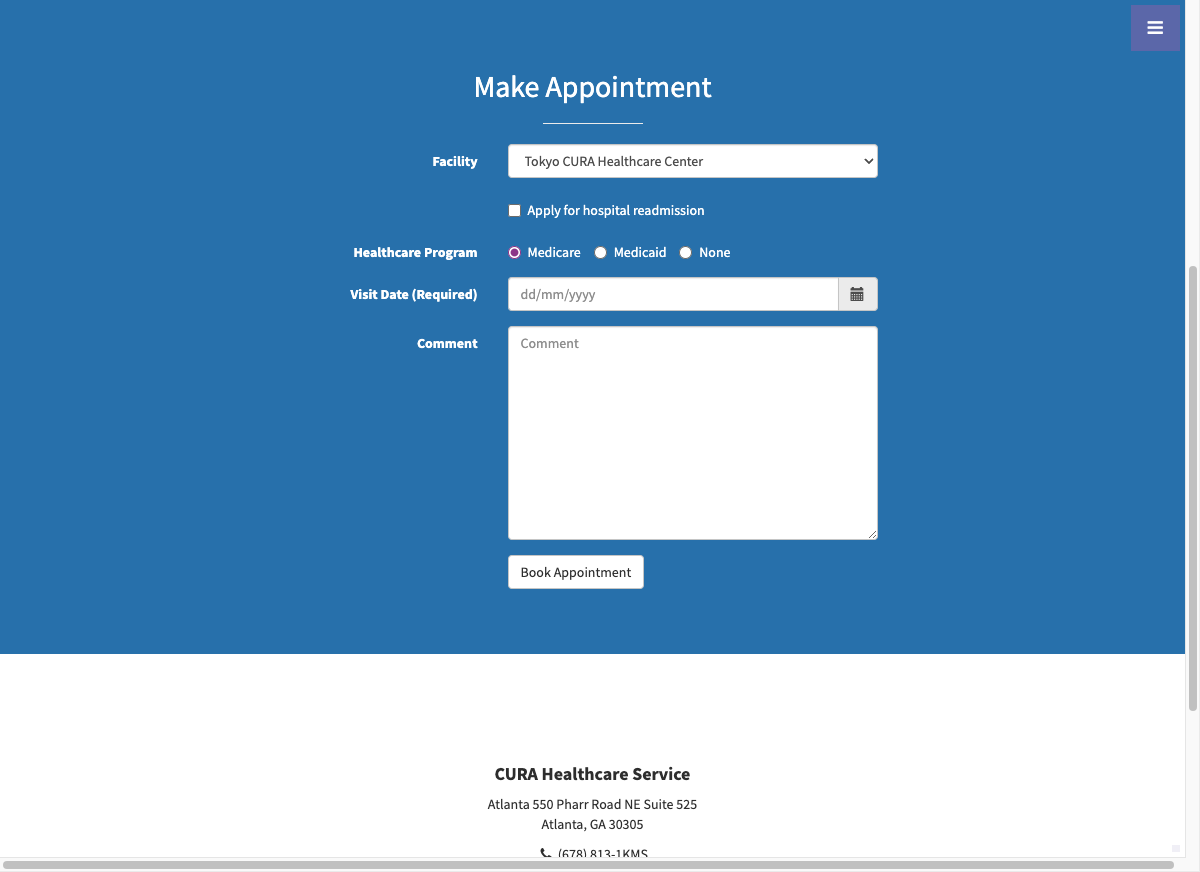 Make Appointment
Facility
Tokyo CURA Healthcare Center
Apply for hospital readmission
Healthcare Program
Medicare Medicaid None
Visit Date (Required)
dd/mm/yyyy
Comment
Comment
Book Appointment
CURA Healthcare Service
Atlanta 550 Pharr Road NE Suite 525
Atlanta, GA 30305
(678) 813-1KMS